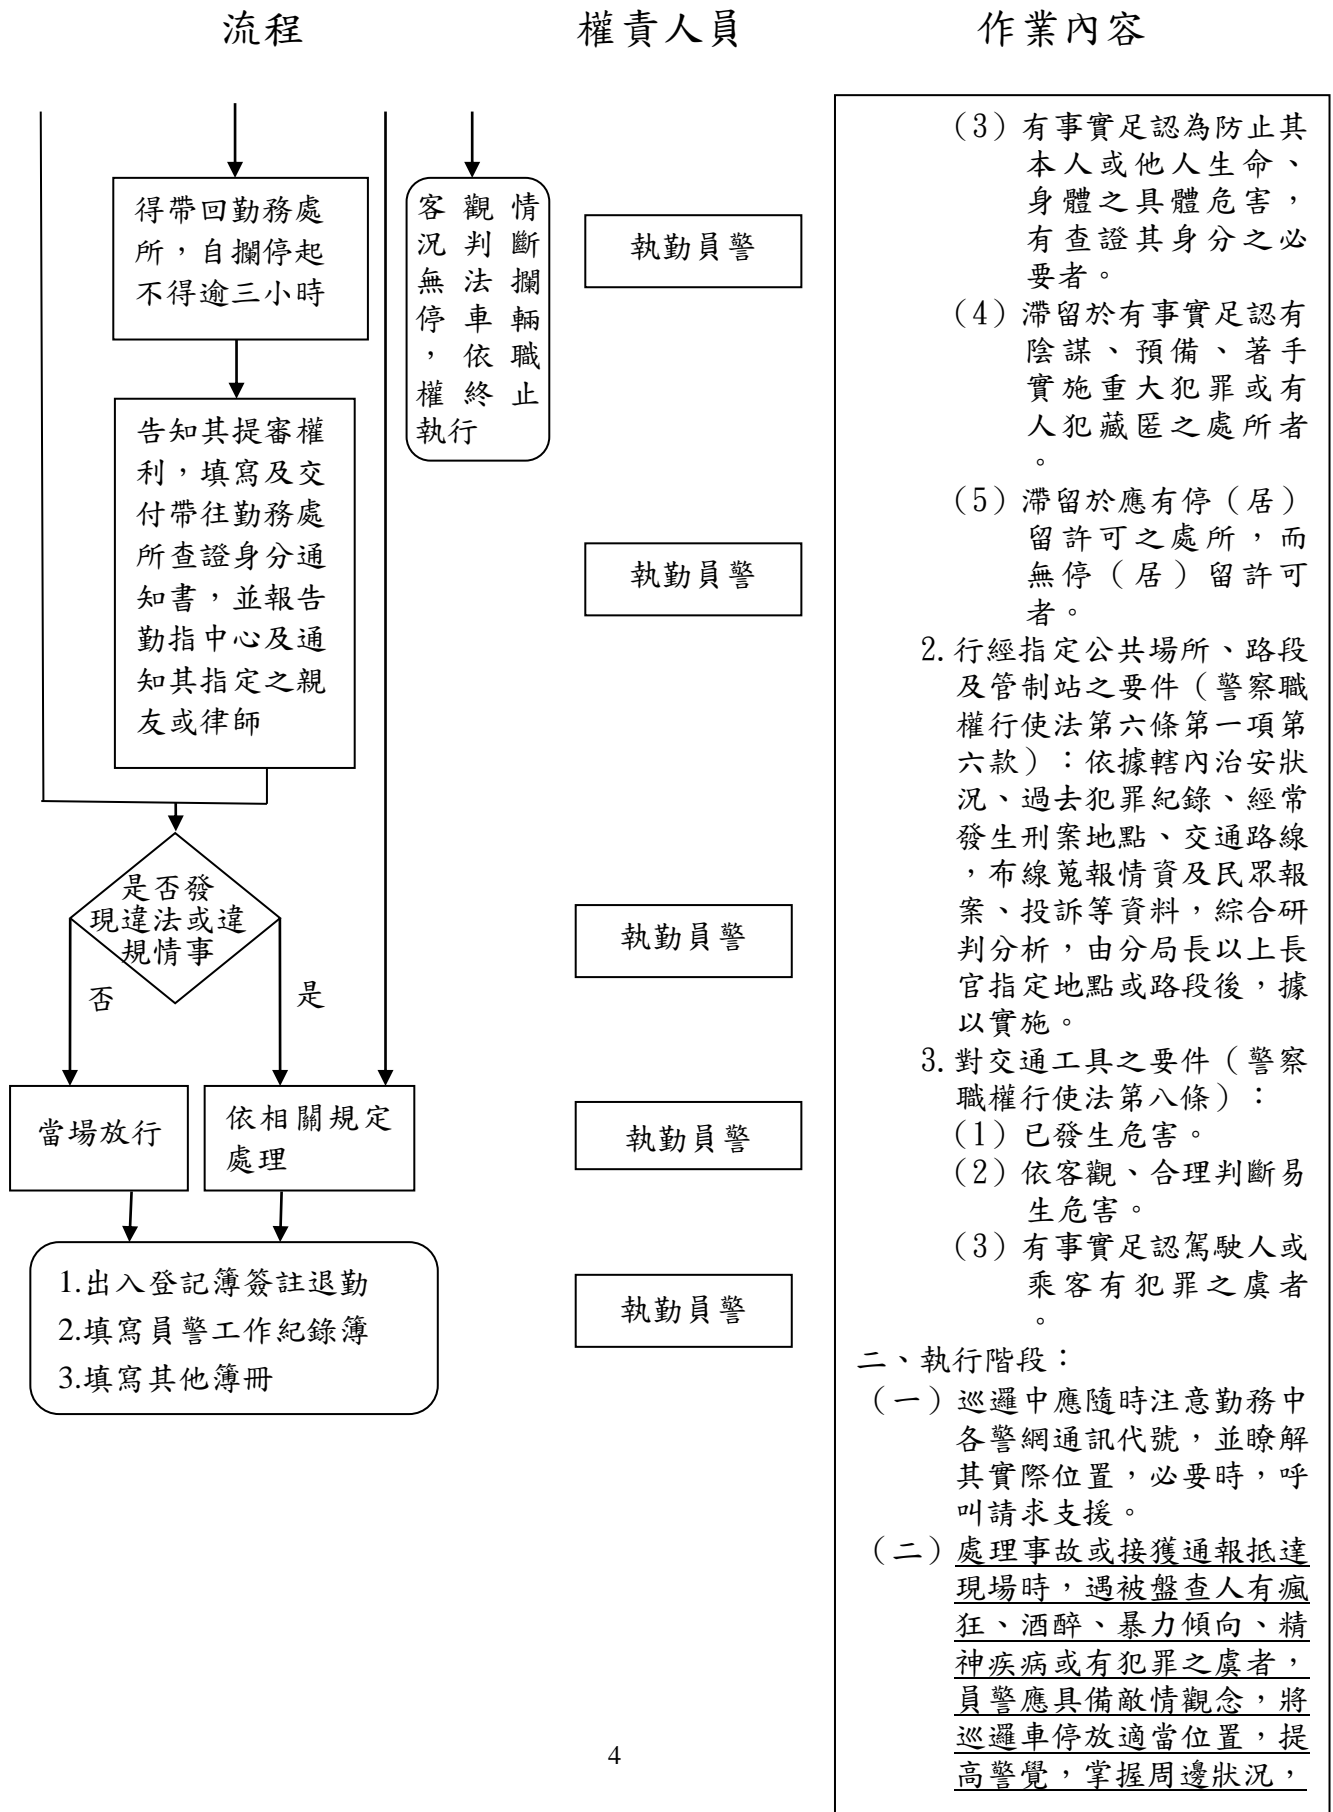 流程
權責人員
作業內容
得帶回勤務處
所，自攔停起
不得逾三小時
告知其提審權
利，填寫及交
付帶往勤務處
所查證身分通
知書，並報告
勤指中心及通
知其指定之親
友或律師
是否發
現違法或違
規情事
否
是
當場放行
依相關規定
處理
1.出入登記簿簽註退勤
2.填寫員警工作紀錄簿
3.填寫其他簿冊
客觀情
況判斷
無法攔
停車輛
，依職
權終止
執行
執勤員警
執勤員警
執勤員警
執勤員警
執勤員警
（3）有事實足認為防止其
本人或他人生命、
身體之具體危害，
有查證其身分之必
要者。
（4）滯留於有事實足認有
陰謀、預備、著手
實施重大犯罪或有
人犯藏匿之處所者
。
（5）滯留於應有停（居）
留許可之處所，而
無停（居）留許可
者。
2.行經指定公共場所、路段
及管制站之要件（警察職
權行使法第六條第一項第
六款）：依據轄內治安狀
況、過去犯罪紀錄、經常
發生刑案地點、交通路線
，布線蒐報情資及民眾報
案、投訴等資料，綜合研
判分析，由分局長以上長
官指定地點或路段後，據
以實施。
3.對交通工具之要件（警察
職權行使法第八條）：
（1）已發生危害。
（2）依客觀、合理判斷易
生危害。
（3）有事實足認駕駛人或
乘客有犯罪之虞者
。
二、執行階段：
（一）巡邏中應隨時注意勤務中
各警網通訊代號，並瞭解
其實際位置，必要時，呼
叫請求支援。
（二）處理事故或接獲通報抵達
現場時，遇被盤查人有瘋
狂、酒醉、暴力傾向、精
神疾病或有犯罪之虞者，
員警應具備敵情觀念，將
巡邏車停放適當位置，提
高警覺，掌握周邊狀況，
4